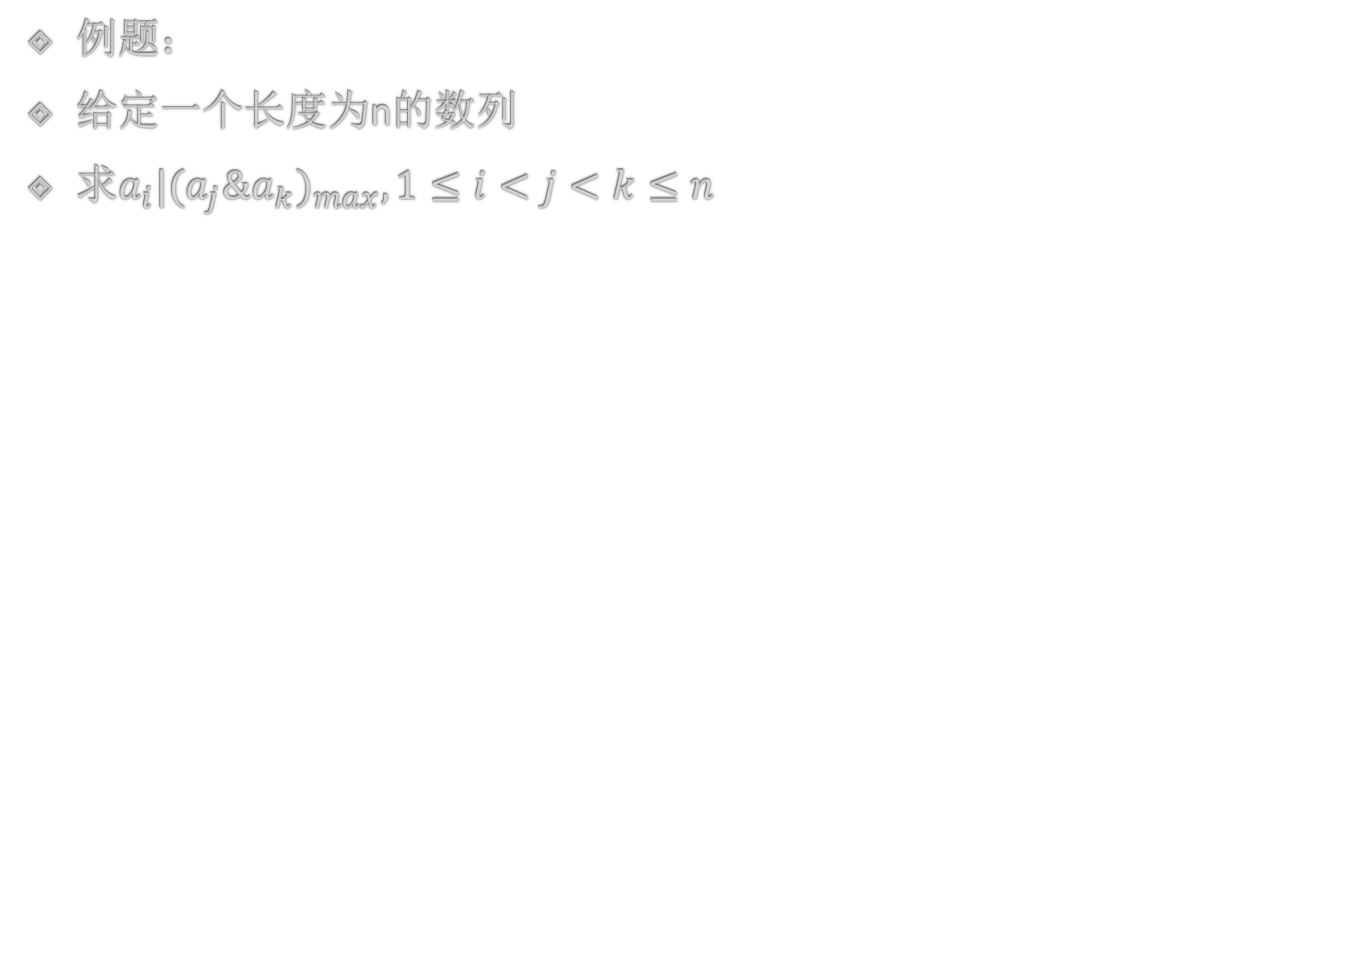 例题：
给定一个长度为n的数列
求a_i|(a_j&a_k)_max,1 ≤ i < j < k ≤ n